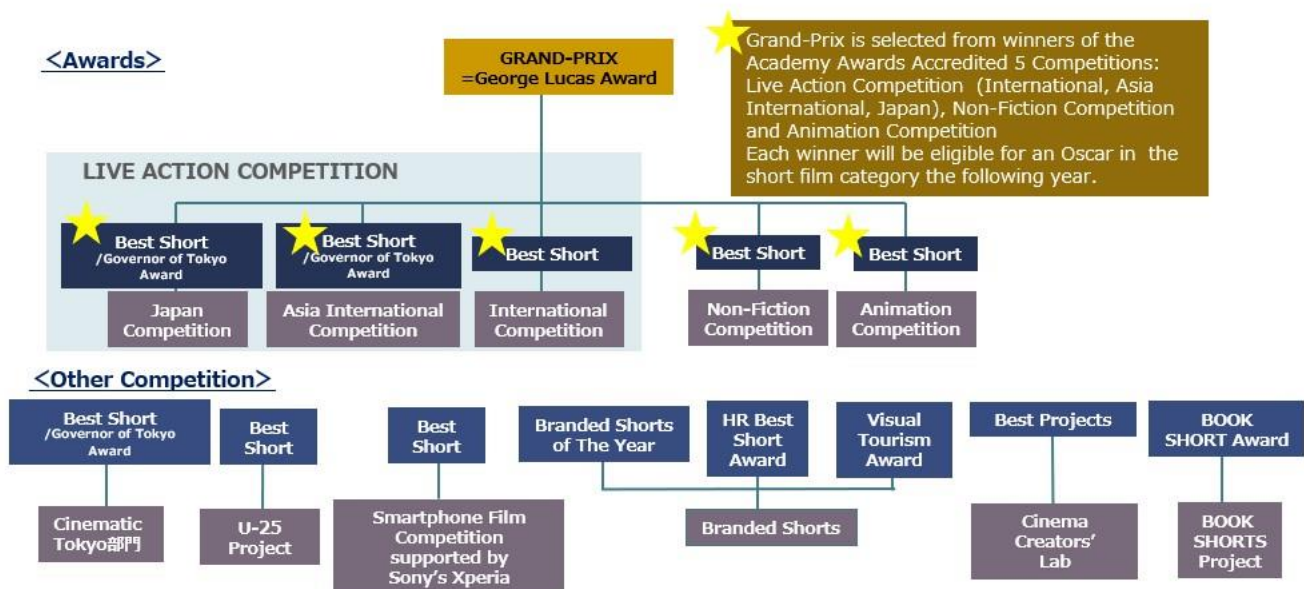 <Awards>
GRAND-PRIX
=George Lucas Award
Grand-Prix is selected from winners of the
Academy Awards Accredited 5 Competitions:
Live Action Competition (International, Asia
International, Japan), Non-Fiction Competition
and Animation Competition
Each winner will be eligible for an Oscar in the
short film category the following year.
LIVE ACTION COMPETITION
Best Short
/Governor of Tokyo
Award
Best Short
/Governor of Tokyo
Award
Best Short
Best Short
Best Short
Japan
Competition
Asia International
Competition
International
Competition
Non-Fiction
Competition
Animation
Competition
<Other Competition>
Best Short
/Governor of Tokyo
Award
Best
Short
Best
Short
Branded Shorts
of The Year
HR Best
Short
Award
Visual
Tourism
Award
Best Projects
BOOK
SHORT Award
Cinematic
Tokyo部門
U-25
Project
Smartphone Film
Competition
supported by
Sony’s Xperia
Branded Shorts
Cinema
Creators’
Lab
BOOK
SHORTS
Project